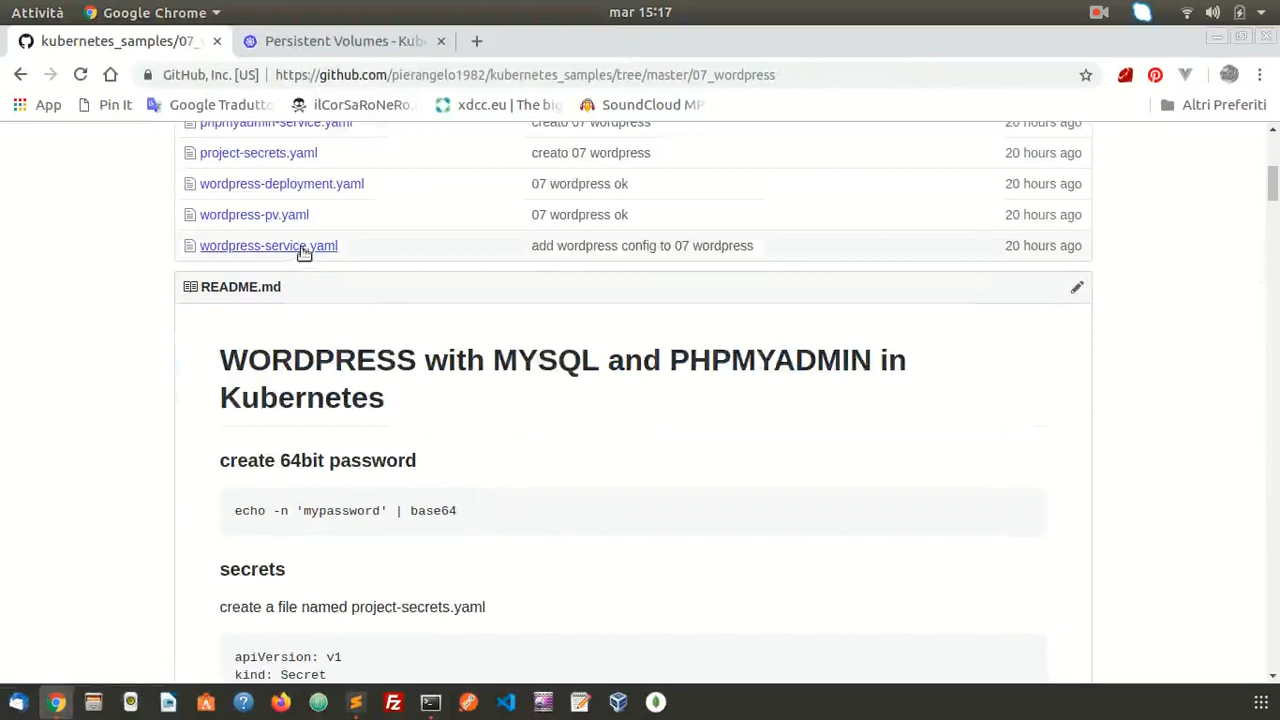 Attività
Google Chrome
mar 15:17
kubernetes_samples/07_
Persistent Volumes - Kub
GitHub, Inc. [US]
https://github.com/pierangelo1982/kubernetes_samples/tree/master/07_wordpress
App
Pin It
Google Tradutto
ilCorSaRoNeRo.
xdcc.eu | The big
SoundCloud MP
Altri Preferiti
phpmyadmin-service.yaml
creato 07 wordpress
20 hours ago
project-secrets.yaml
creato 07 wordpress
20 hours ago
wordpress-deployment.yaml
07 wordpress ok
20 hours ago
wordpress-pv.yaml
07 wordpress ok
20 hours ago
wordpress-service.yaml
add wordpress config to 07 wordpress
20 hours ago
README.md
WORDPRESS with MYSQL and PHPMYADMIN in
Kubernetes
create 64bit password
echo -n 'mypassword' | base64
secrets
create a file named project-secrets.yaml
apiVersion: v1
kind: Secret